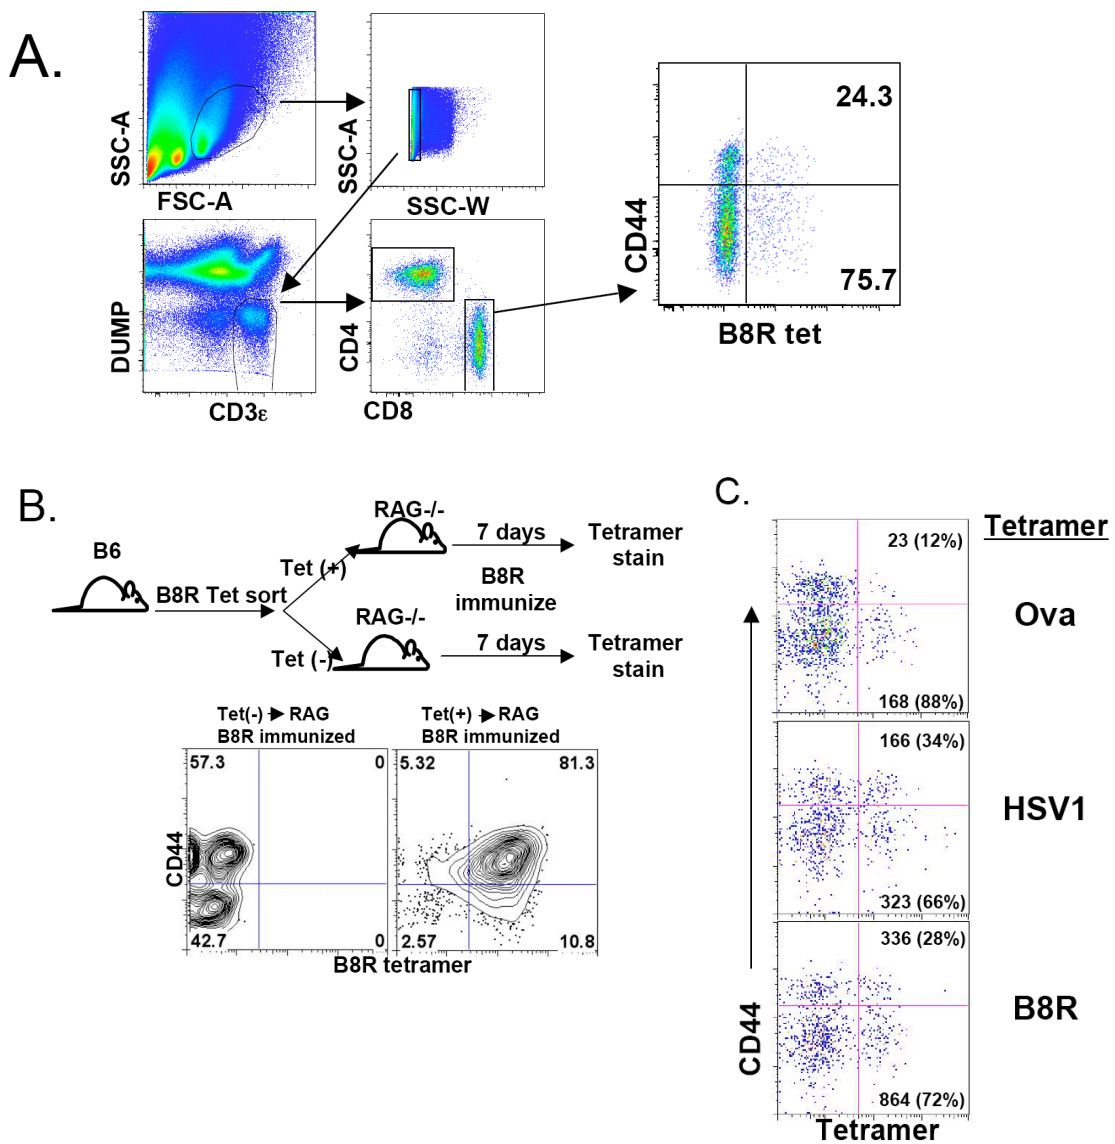 A.
SSC-A
FSC-A
SSC-A
SSC-W
DUMP
CD3ε
CD4
CD8
CD44
24.3
75.7
B8R tet
B.
B6
B8R Tet sort
Tet (+)
Tet (-)
RAG-/-
7 days
Tetramer
stain
B8R
immunize
RAG-/-
7 days
Tetramer
stain
Tet(-) RAG
B8R immunized
Tet(+) RAG
B8R immunized
57.3
0
42.7
0
5.32
81.3
2.57
10.8
CD44
B8R tetramer
C.
Tetramer
23 (12%)
168 (88%)
Ova
166 (34%)
323 (66%)
HSV1
336 (28%)
864 (72%)
B8R
CD44
Tetramer